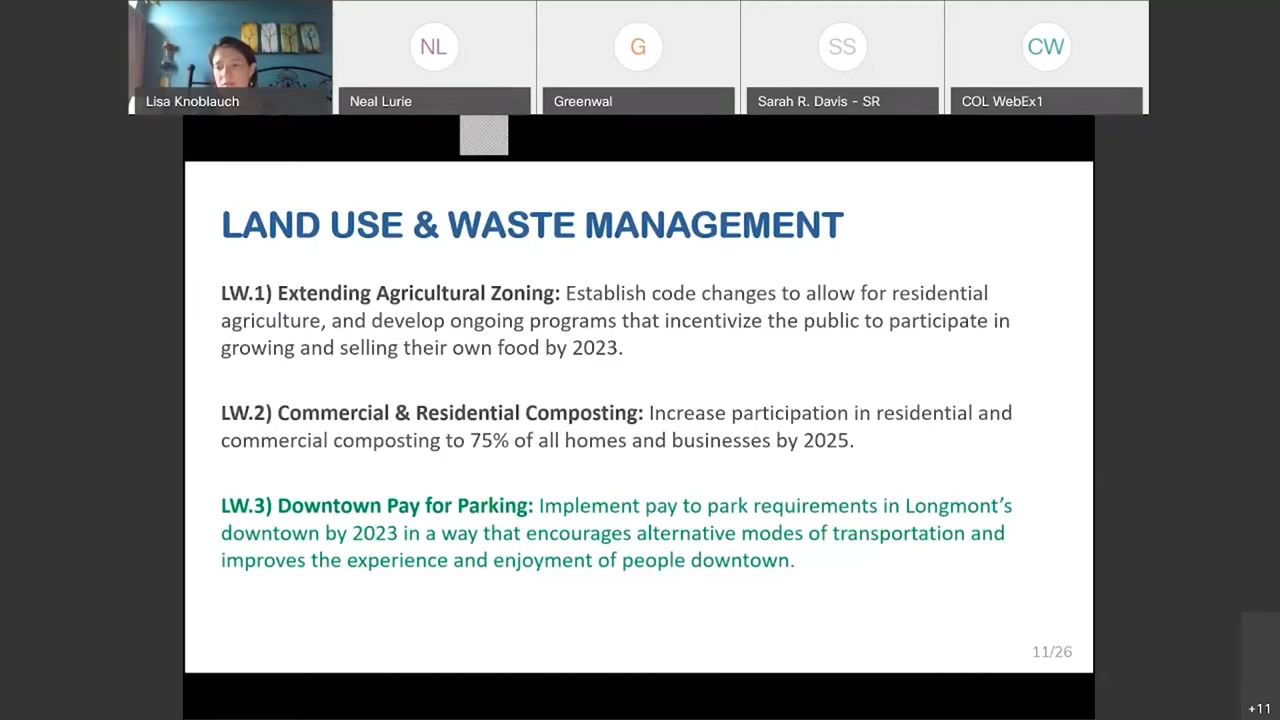 NL
G
SS
CW
Lisa Knoblauch
Neal Lurie
Greenwal
Sarah R. Davis - SR
COL WebEx1
LAND USE & WASTE MANAGEMENT
LW.1) Extending Agricultural Zoning: Establish code changes to allow for residential
agriculture, and develop ongoing programs that incentivize the public to participate in
growing and selling their own food by 2023.
LW.2) Commercial & Residential Composting: Increase participation in residential and
commercial composting to 75% of all homes and businesses by 2025.
LW.3) Downtown Pay for Parking: Implement pay to park requirements in Longmont’s
downtown by 2023 in a way that encourages alternative modes of transportation and
improves the experience and enjoyment of people downtown.
11/26
+11